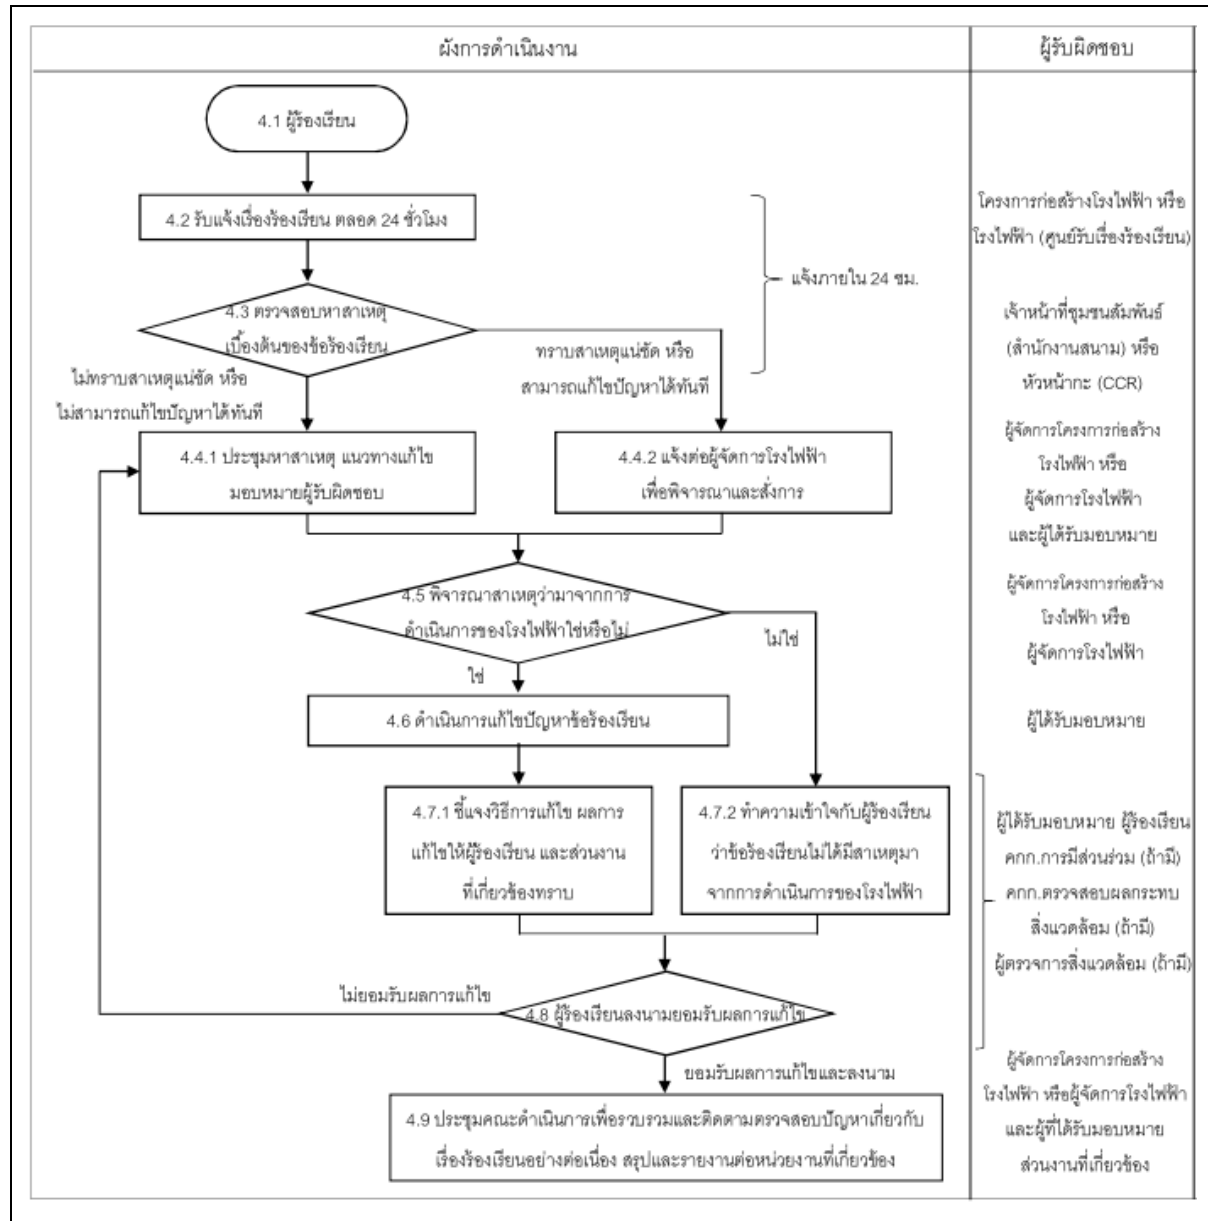 ผังการดำเนินงาน
ผู้รับผิดชอบ
4.1 ผู้ร้องเรียน
4.2 รับแจ้งเรื่องร้องเรียน ตลอด 24 ชั่วโมง
โครงการก่อสร้างโรงไฟฟ้า หรือ
โรงไฟฟ้า (ศูนย์รับเรื่องร้องเรียน)
แจ้งภายใน 24 ชม.
4.3 ตรวจสอบหาสาเหตุ
เบื้องต้นของข้อร้องเรียน
เจ้าหน้าที่ชุมชนสัมพันธ์
(สำนักงานสนาม) หรือ
หัวหน้ากะ (CCR)
ไม่ทราบสาเหตุแน่ชัด หรือ
ไม่สามารถแก้ไขปัญหาได้ทันที
ทราบสาเหตุแน่ชัด หรือ
สามารถแก้ไขปัญหาได้ทันที
4.4.1 ประชุมหาสาเหตุ แนวทางแก้ไข
มอบหมายผู้รับผิดชอบ
4.4.2 แจ้งต่อผู้จัดการโรงไฟฟ้า
เพื่อพิจารณาและสั่งการ
ผู้จัดการโครงการก่อสร้าง
โรงไฟฟ้า หรือ
ผู้จัดการโรงไฟฟ้า
และผู้ได้รับมอบหมาย
4.5 พิจารณาสาเหตุว่ามาจากการ
ดำเนินการของโรงไฟฟ้าใช่หรือไม่
ผู้จัดการโครงการก่อสร้าง
โรงไฟฟ้า หรือ
ผู้จัดการโรงไฟฟ้า
ใช่
ไม่ใช่
4.6 ดำเนินการแก้ไขปัญหาข้อร้องเรียน
ผู้ได้รับมอบหมาย
4.7.1 ชี้แจงวิธีการแก้ไข ผลการ
แก้ไขให้ผู้ร้องเรียน และส่วนงาน
ที่เกี่ยวข้องทราบ
4.7.2 ทำความเข้าใจกับผู้ร้องเรียน
ว่าข้อร้องเรียนไม่ได้มีสาเหตุมา
จากการดำเนินการของโรงไฟฟ้า
ผู้ได้รับมอบหมาย ผู้ร้องเรียน
คกก.การมีส่วนร่วม (ถ้ามี)
คกก.ตรวจสอบผลกระทบ
สิ่งแวดล้อม (ถ้ามี)
ผู้ตรวจการสิ่งแวดล้อม (ถ้ามี)
ไม่ยอมรับผลการแก้ไข
4.8 ผู้ร้องเรียนลงนามยอมรับผลการแก้ไข
ยอมรับผลการแก้ไขและลงนาม
4.9 ประชุมคณะดำเนินการเพื่อรวบรวมและติดตามตรวจสอบปัญหาเกี่ยวกับ
เรื่องร้องเรียนอย่างต่อเนื่อง สรุปและรายงานต่อหน่วยงานที่เกี่ยวข้อง
ผู้จัดการโครงการก่อสร้าง
โรงไฟฟ้า หรือผู้จัดการโรงไฟฟ้า
และผู้ที่ได้รับมอบหมาย
ส่วนงานที่เกี่ยวข้อง